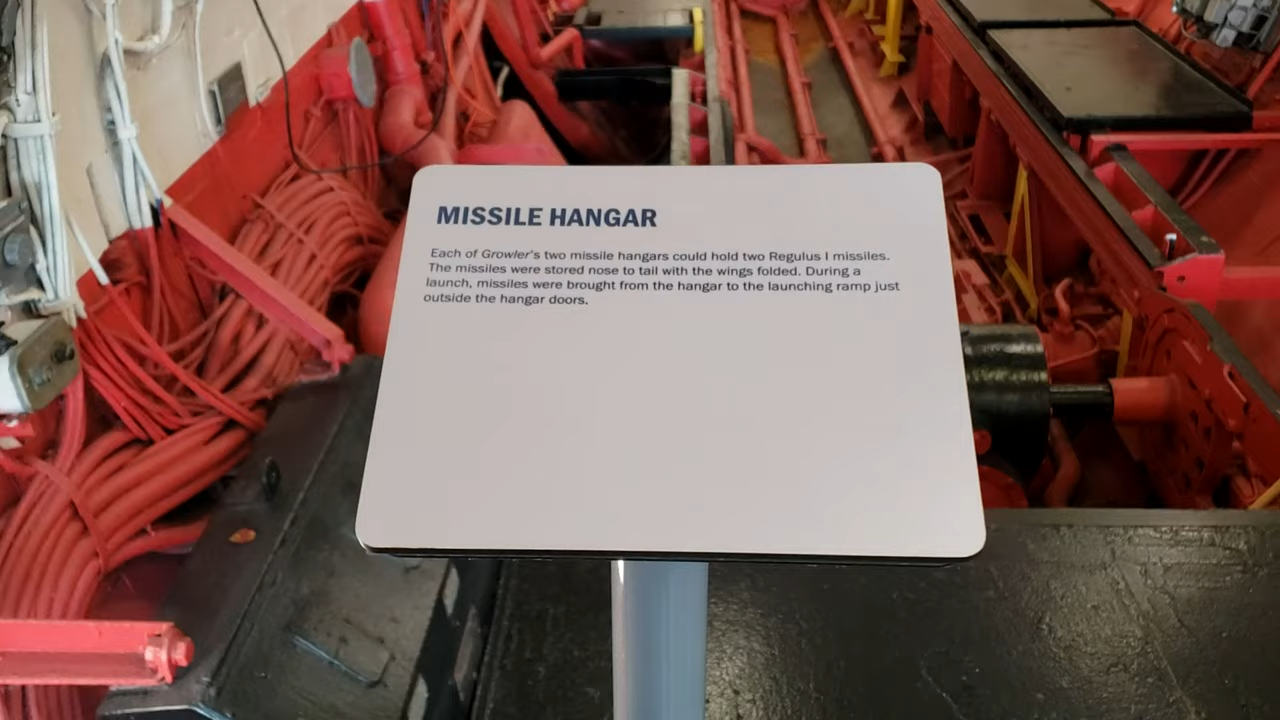 MISSILE HANGAR
Each of Growler's two missile hangars could hold two Regulus I missiles.
The missiles were stored nose to tail with the wings folded. During a
launch, missiles were brought from the hangar to the launching ramp just
outside the hangar doors.